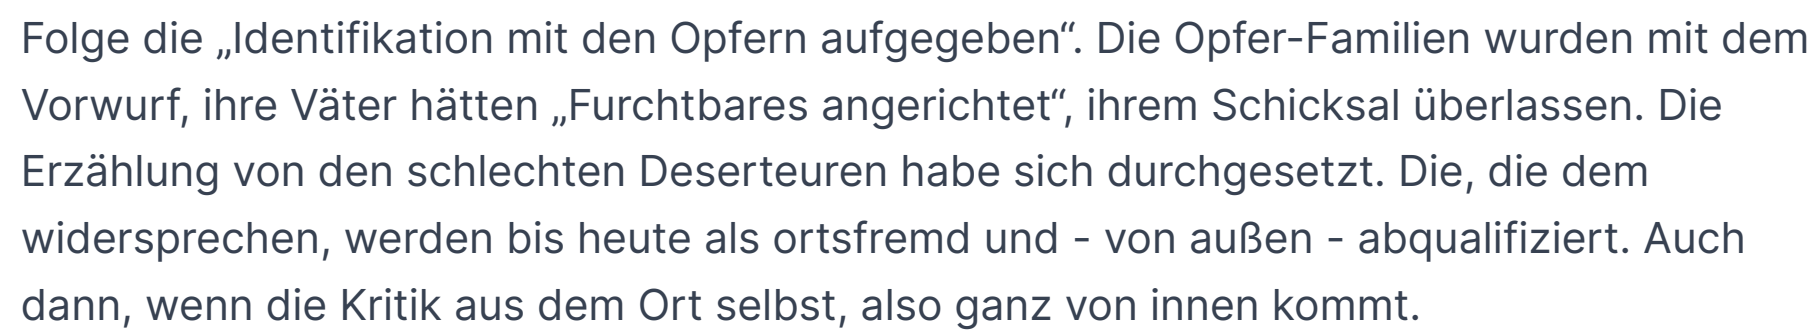 Folge die „Identifikation mit den Opfern aufgegeben“. Die Opfer-Familien wurden mit dem
Vorwurf, ihre Väter hätten „Furchtbares angerichtet“, ihrem Schicksal überlassen. Die
Erzählung von den schlechten Deserteuren habe sich durchgesetzt. Die, die dem
widersprechen, werden bis heute als ortsfremd und - von außen - abqualifiziert. Auch
dann, wenn die Kritik aus dem Ort selbst, also ganz von innen kommt.